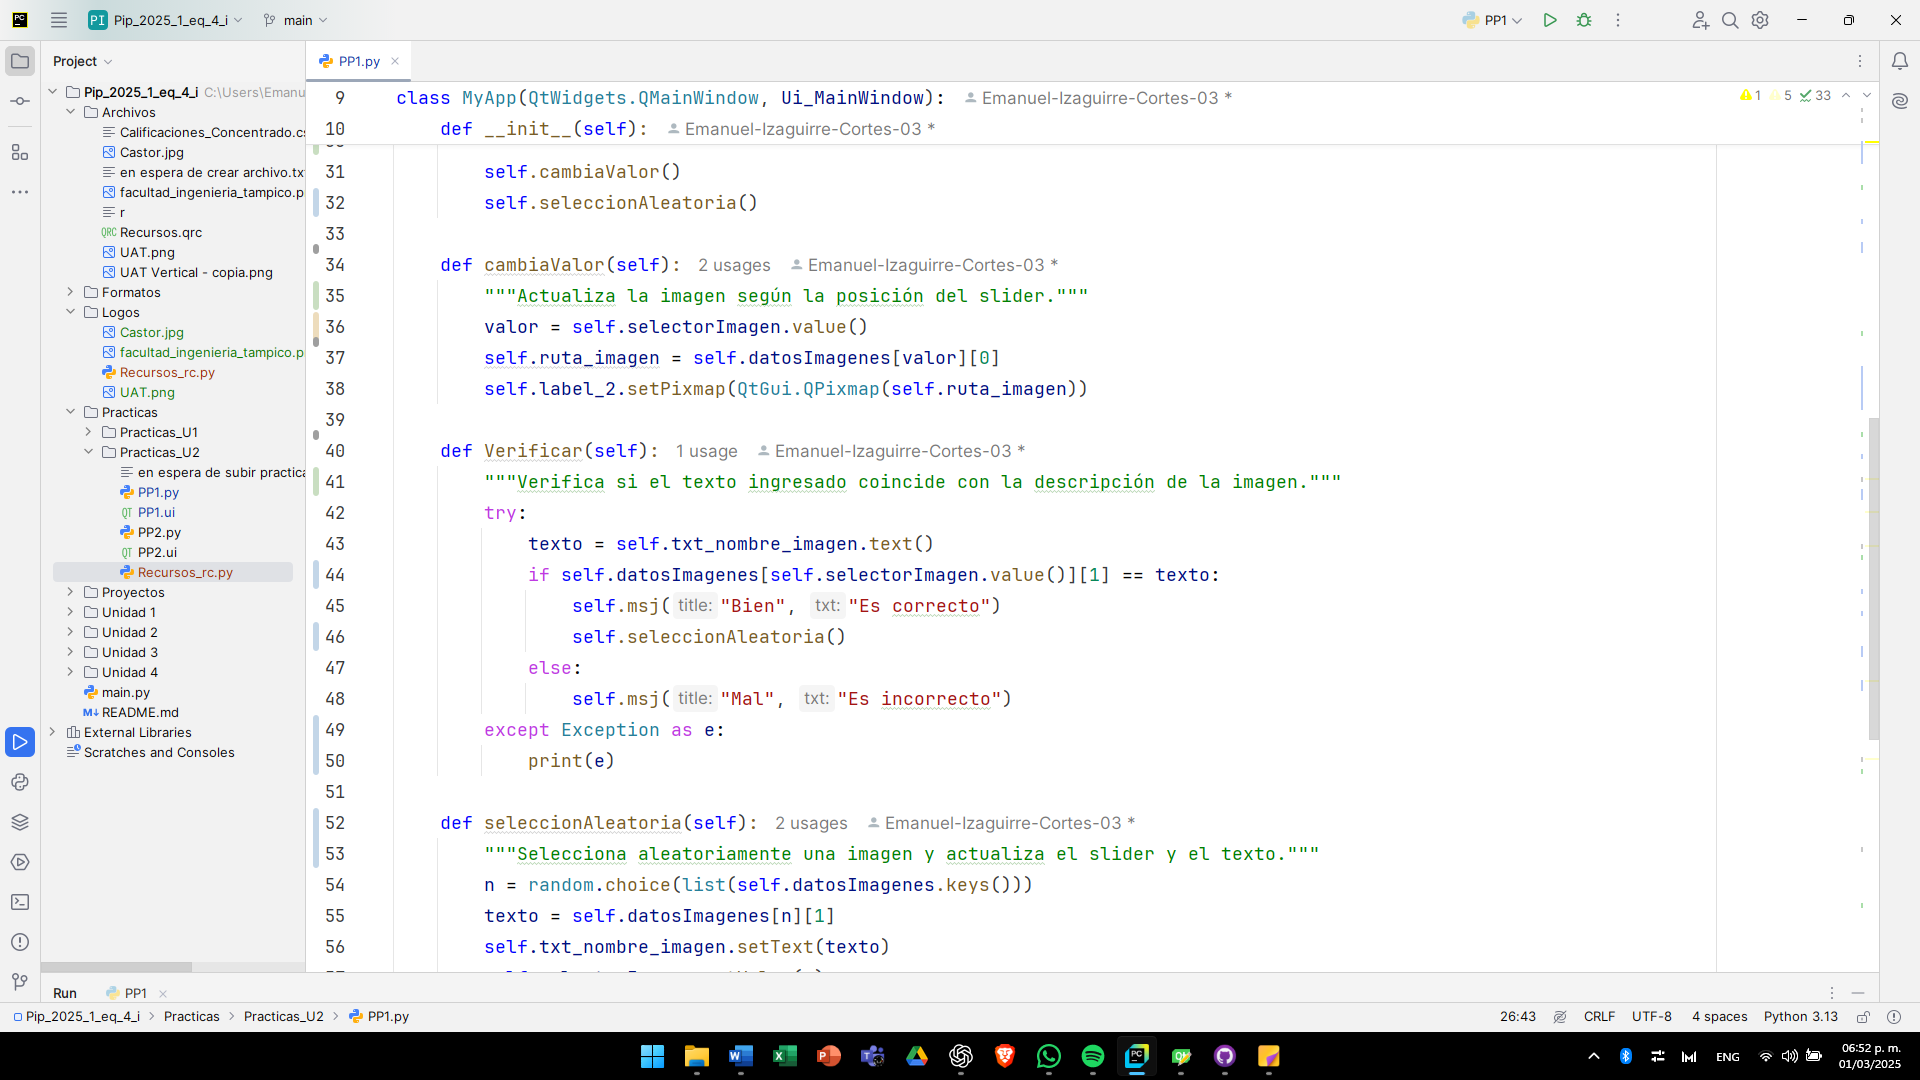 PC
PI Pip_2025_1_eq_4_i
main
PP1
Project
PP1.py
Pip_2025_1_eq_4_i C:\Users\Emanu
Archivos
Calificaciones_Concentrado.cs
Castor.jpg
en espera de crear archivo.tx
facultad_ingenieria_tampico.p
r
QRC Recursos.qrc
UAT.png
UAT Vertical - copia.png
Formatos
Logos
Castor.jpg
facultad_ingenieria_tampico.p
Recursos_rc.py
UAT.png
Practicas
Practicas_U1
Practicas_U2
en espera de subir practica
PP1.py
QT PP1.ui
PP2.py
QT PP2.ui
Recursos_rc.py
Proyectos
Unidad 1
Unidad 2
Unidad 3
Unidad 4
main.py
M↓ README.md
External Libraries
Scratches and Consoles
9 class MyApp(QtWidgets.QMainWindow, Ui_MainWindow): Emanuel-Izaguirre-Cortes-03 *
1 5 33
10 def __init__(self): Emanuel-Izaguirre-Cortes-03 *
31 self.cambiaValor()
32 self.seleccionAleatoria()
33
34 def cambiaValor(self): 2 usages Emanuel-Izaguirre-Cortes-03 *
35 """Actualiza la imagen según la posición del slider."""
36 valor = self.selectorImagen.value()
37 self.ruta_imagen = self.datosImagenes[valor][0]
38 self.label_2.setPixmap(QtGui.QPixmap(self.ruta_imagen))
39
40 def Verificar(self): 1 usage Emanuel-Izaguirre-Cortes-03 *
41 """Verifica si el texto ingresado coincide con la descripción de la imagen."""
42 try:
43 texto = self.txt_nombre_imagen.text()
44 if self.datosImagenes[self.selectorImagen.value()][1] == texto:
45 self.msj( title: "Bien", txt: "Es correcto")
46 self.seleccionAleatoria()
47 else:
48 self.msj( title: "Mal", txt: "Es incorrecto")
49 except Exception as e:
50 print(e)
51
52 def seleccionAleatoria(self): 2 usages Emanuel-Izaguirre-Cortes-03 *
53 """Selecciona aleatoriamente una imagen y actualiza el slider y el texto."""
54 n = random.choice(list(self.datosImagenes.keys()))
55 texto = self.datosImagenes[n][1]
56 self.txt_nombre_imagen.setText(texto)
Run PP1
Pip_2025_1_eq_4_i > Practicas > Practicas_U2 > PP1.py
26:43 CRLF UTF-8 4 spaces Python 3.13
ENG
06:52 p. m.
01/03/2025